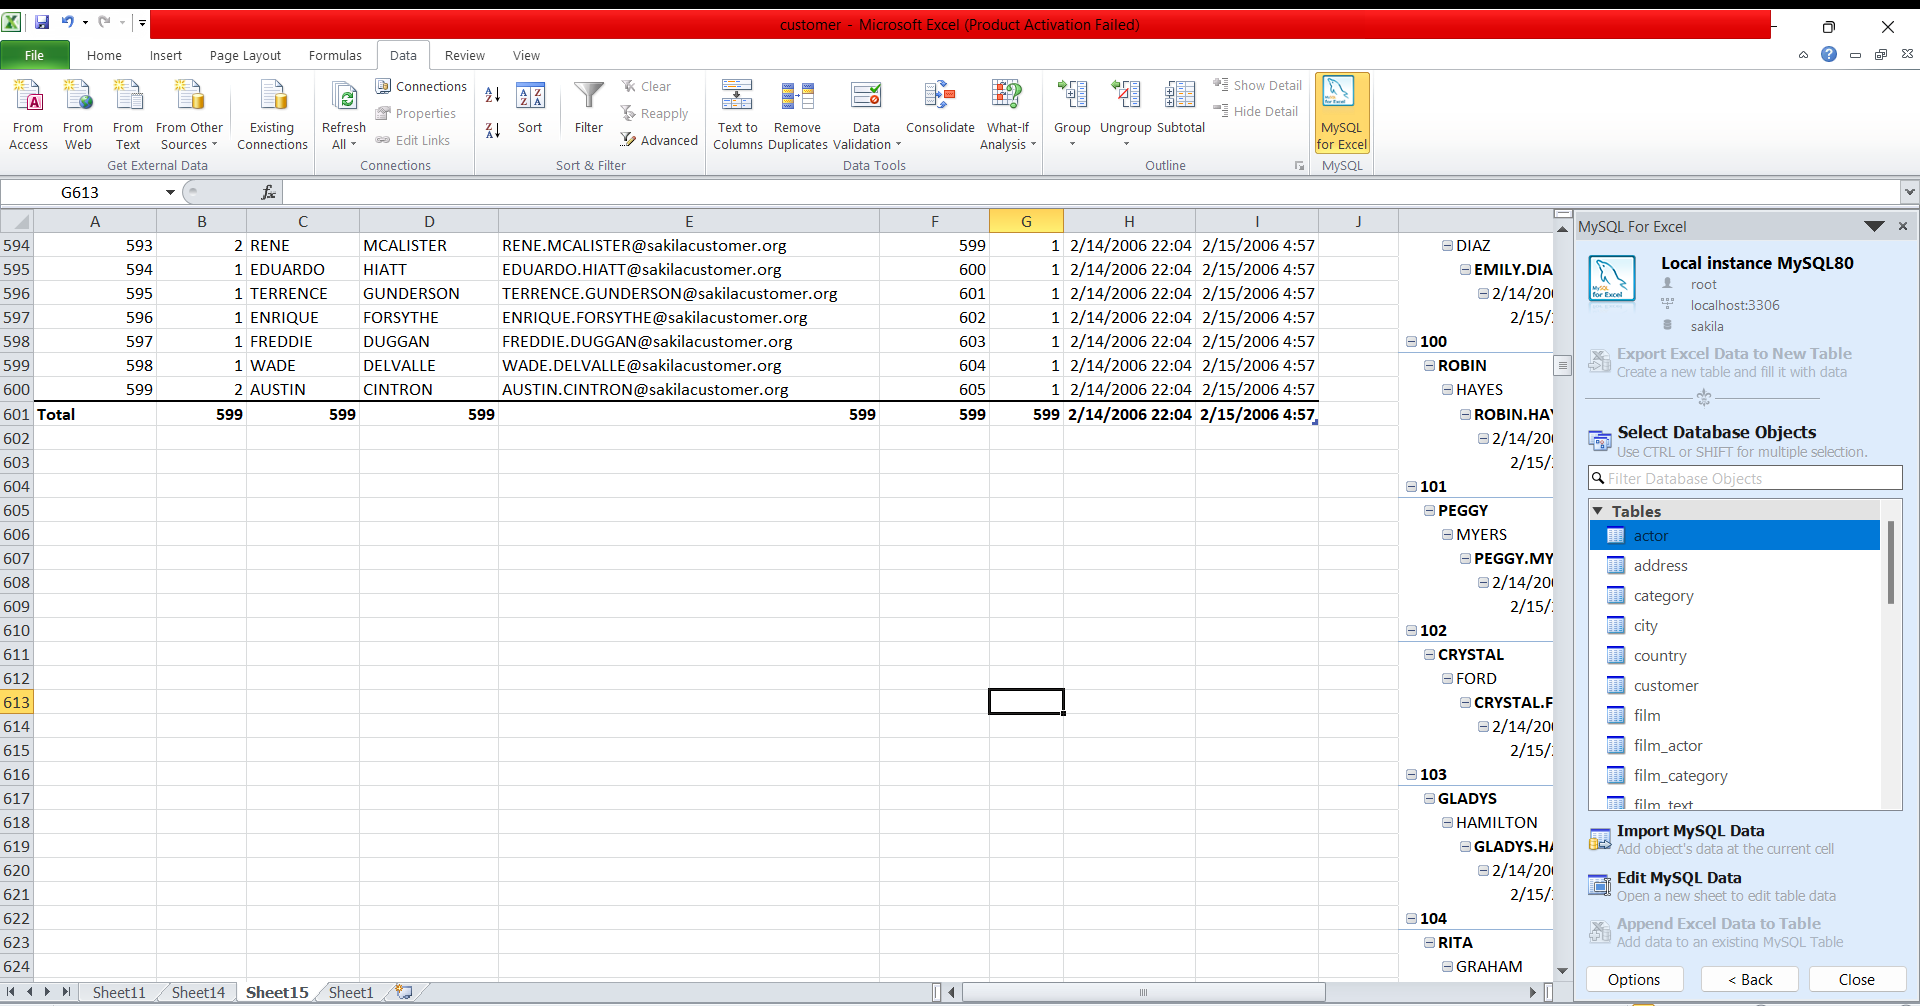 customer - Microsoft Excel (Product Activation Failed)
File Home Insert Page Layout Formulas Data Review View
From Access From Web From Text From Other Sources Existing Connections
Get External Data
Refresh All Connections Properties Edit Links
Connections
Sort Filter Clear Reapply Advanced
Sort & Filter
Text to Columns Remove Duplicates Data Validation Consolidate What-If Analysis
Data Tools
Group Ungroup Subtotal Show Detail Hide Detail
Outline
MySQL for Excel
MySQL
G613 fx
A B C D E F G H I J
594 593 2 RENE MCALISTER RENE.MCALISTER@sakilacustomer.org 599 1 2/14/2006 22:04 2/15/2006 4:57
595 594 1 EDUARDO HIATT EDUARDO.HIATT@sakilacustomer.org 600 1 2/14/2006 22:04 2/15/2006 4:57
596 595 1 TERRENCE GUNDERSON TERRENCE.GUNDERSON@sakilacustomer.org 601 1 2/14/2006 22:04 2/15/2006 4:57
597 596 1 ENRIQUE FORSYTHE ENRIQUE.FORSYTHE@sakilacustomer.org 602 1 2/14/2006 22:04 2/15/2006 4:57
598 597 1 FREDDIE DUGGAN FREDDIE.DUGGAN@sakilacustomer.org 603 1 2/14/2006 22:04 2/15/2006 4:57
599 598 1 WADE DELVALLE WADE.DELVALLE@sakilacustomer.org 604 1 2/14/2006 22:04 2/15/2006 4:57
600 599 2 AUSTIN CINTRON AUSTIN.CINTRON@sakilacustomer.org 605 1 2/14/2006 22:04 2/15/2006 4:57
601 Total 599 599 599 599 599 599 2/14/2006 22:04 2/15/2006 4:57
602
603
604
605
606
607
608
609
610
611
612
613
614
615
616
617
618
619
620
621
622
623
624
DIAZ
EMILY.DIA
2/14/200
2/15/
100
ROBIN
HAYES
ROBIN.HAY
2/14/200
2/15/
101
PEGGY
MYERS
PEGGY.MY
2/14/200
2/15/
102
CRYSTAL
FORD
CRYSTAL.F
2/14/200
2/15/
103
GLADYS
HAMILTON
GLADYS.HA
2/14/200
2/15/
104
RITA
GRAHAM
MySQL For Excel
MySQL for Excel
Local instance MySQL80
root
localhost:3306
sakila
Export Excel Data to New Table
Create a new table and fill it with data
Select Database Objects
Use CTRL or SHIFT for multiple selection.
Filter Database Objects
Tables
actor
address
category
city
country
customer
film
film_actor
film_category
film_text
Import MySQL Data
Add object's data at the current cell
Edit MySQL Data
Open a new sheet to edit table data
Append Excel Data to Table
Add data to an existing MySQL Table
Options < Back Close
Sheet11 Sheet14 Sheet15 Sheet1